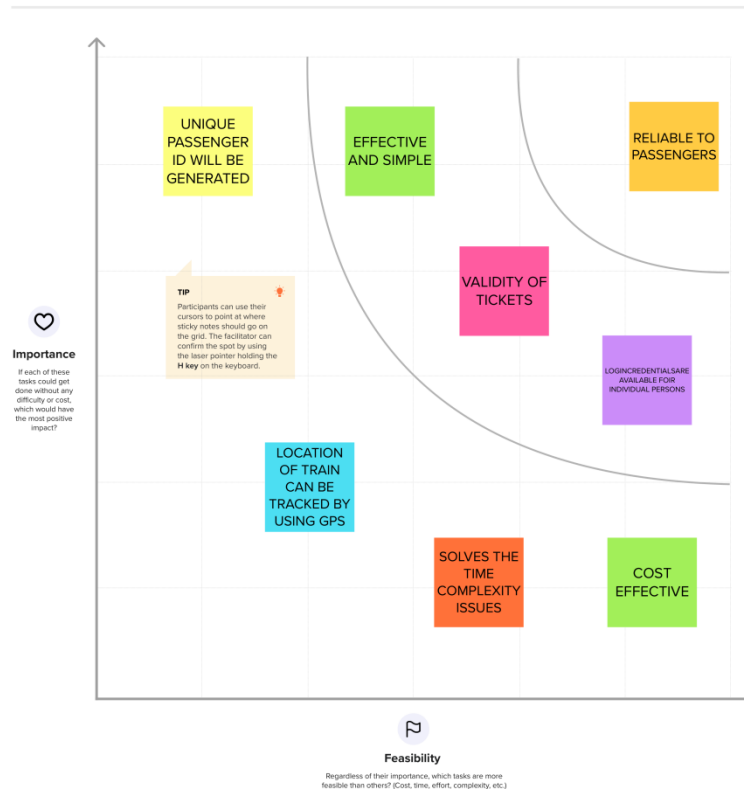 UNIQUE
PASSENGER
ID WILL BE
GENERATED
EFFECTIVE
AND SIMPLE
RELIABLE TO
PASSENGERS
VALIDITY OF
TICKETS
TIP
Participants can use their
cursors to point at where
sticky notes should go on
the grid. The facilitator can
confirm the spot by using
the laser pointer holding the
H key on the keyboard.
LOGINCREDENTIALSARE
AVAILABLE FOIR
INDIVIDUAL PERSONS
Importance
If each of these
tasks could get
done without any
difficulty or cost,
which would have
the most positive
impact?
LOCATION
OF TRAIN
CAN BE
TRACKED BY
USING GPS
SOLVES THE
TIME
COMPLEXITY
ISSUES
COST
EFFECTIVE
Feasibility
Regardless of their importance, which tasks are more
feasible than others? (Cost, time, effort, complexity, etc.)